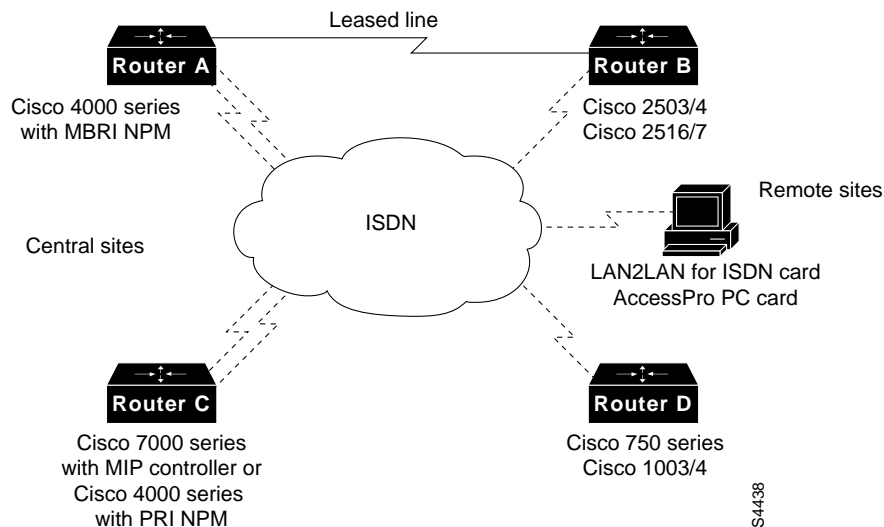 Leased line
Router A
Router B
Cisco 4000 series
with MBRI NPM
Cisco 2503/4
Cisco 2516/7
ISDN
Remote sites
Central sites
LAN2LAN for ISDN card
AccessPro PC card
Router C
Router D
Cisco 7000 series
with MIP controller or
Cisco 4000 series
with PRI NPM
Cisco 750 series
Cisco 1003/4
S4438